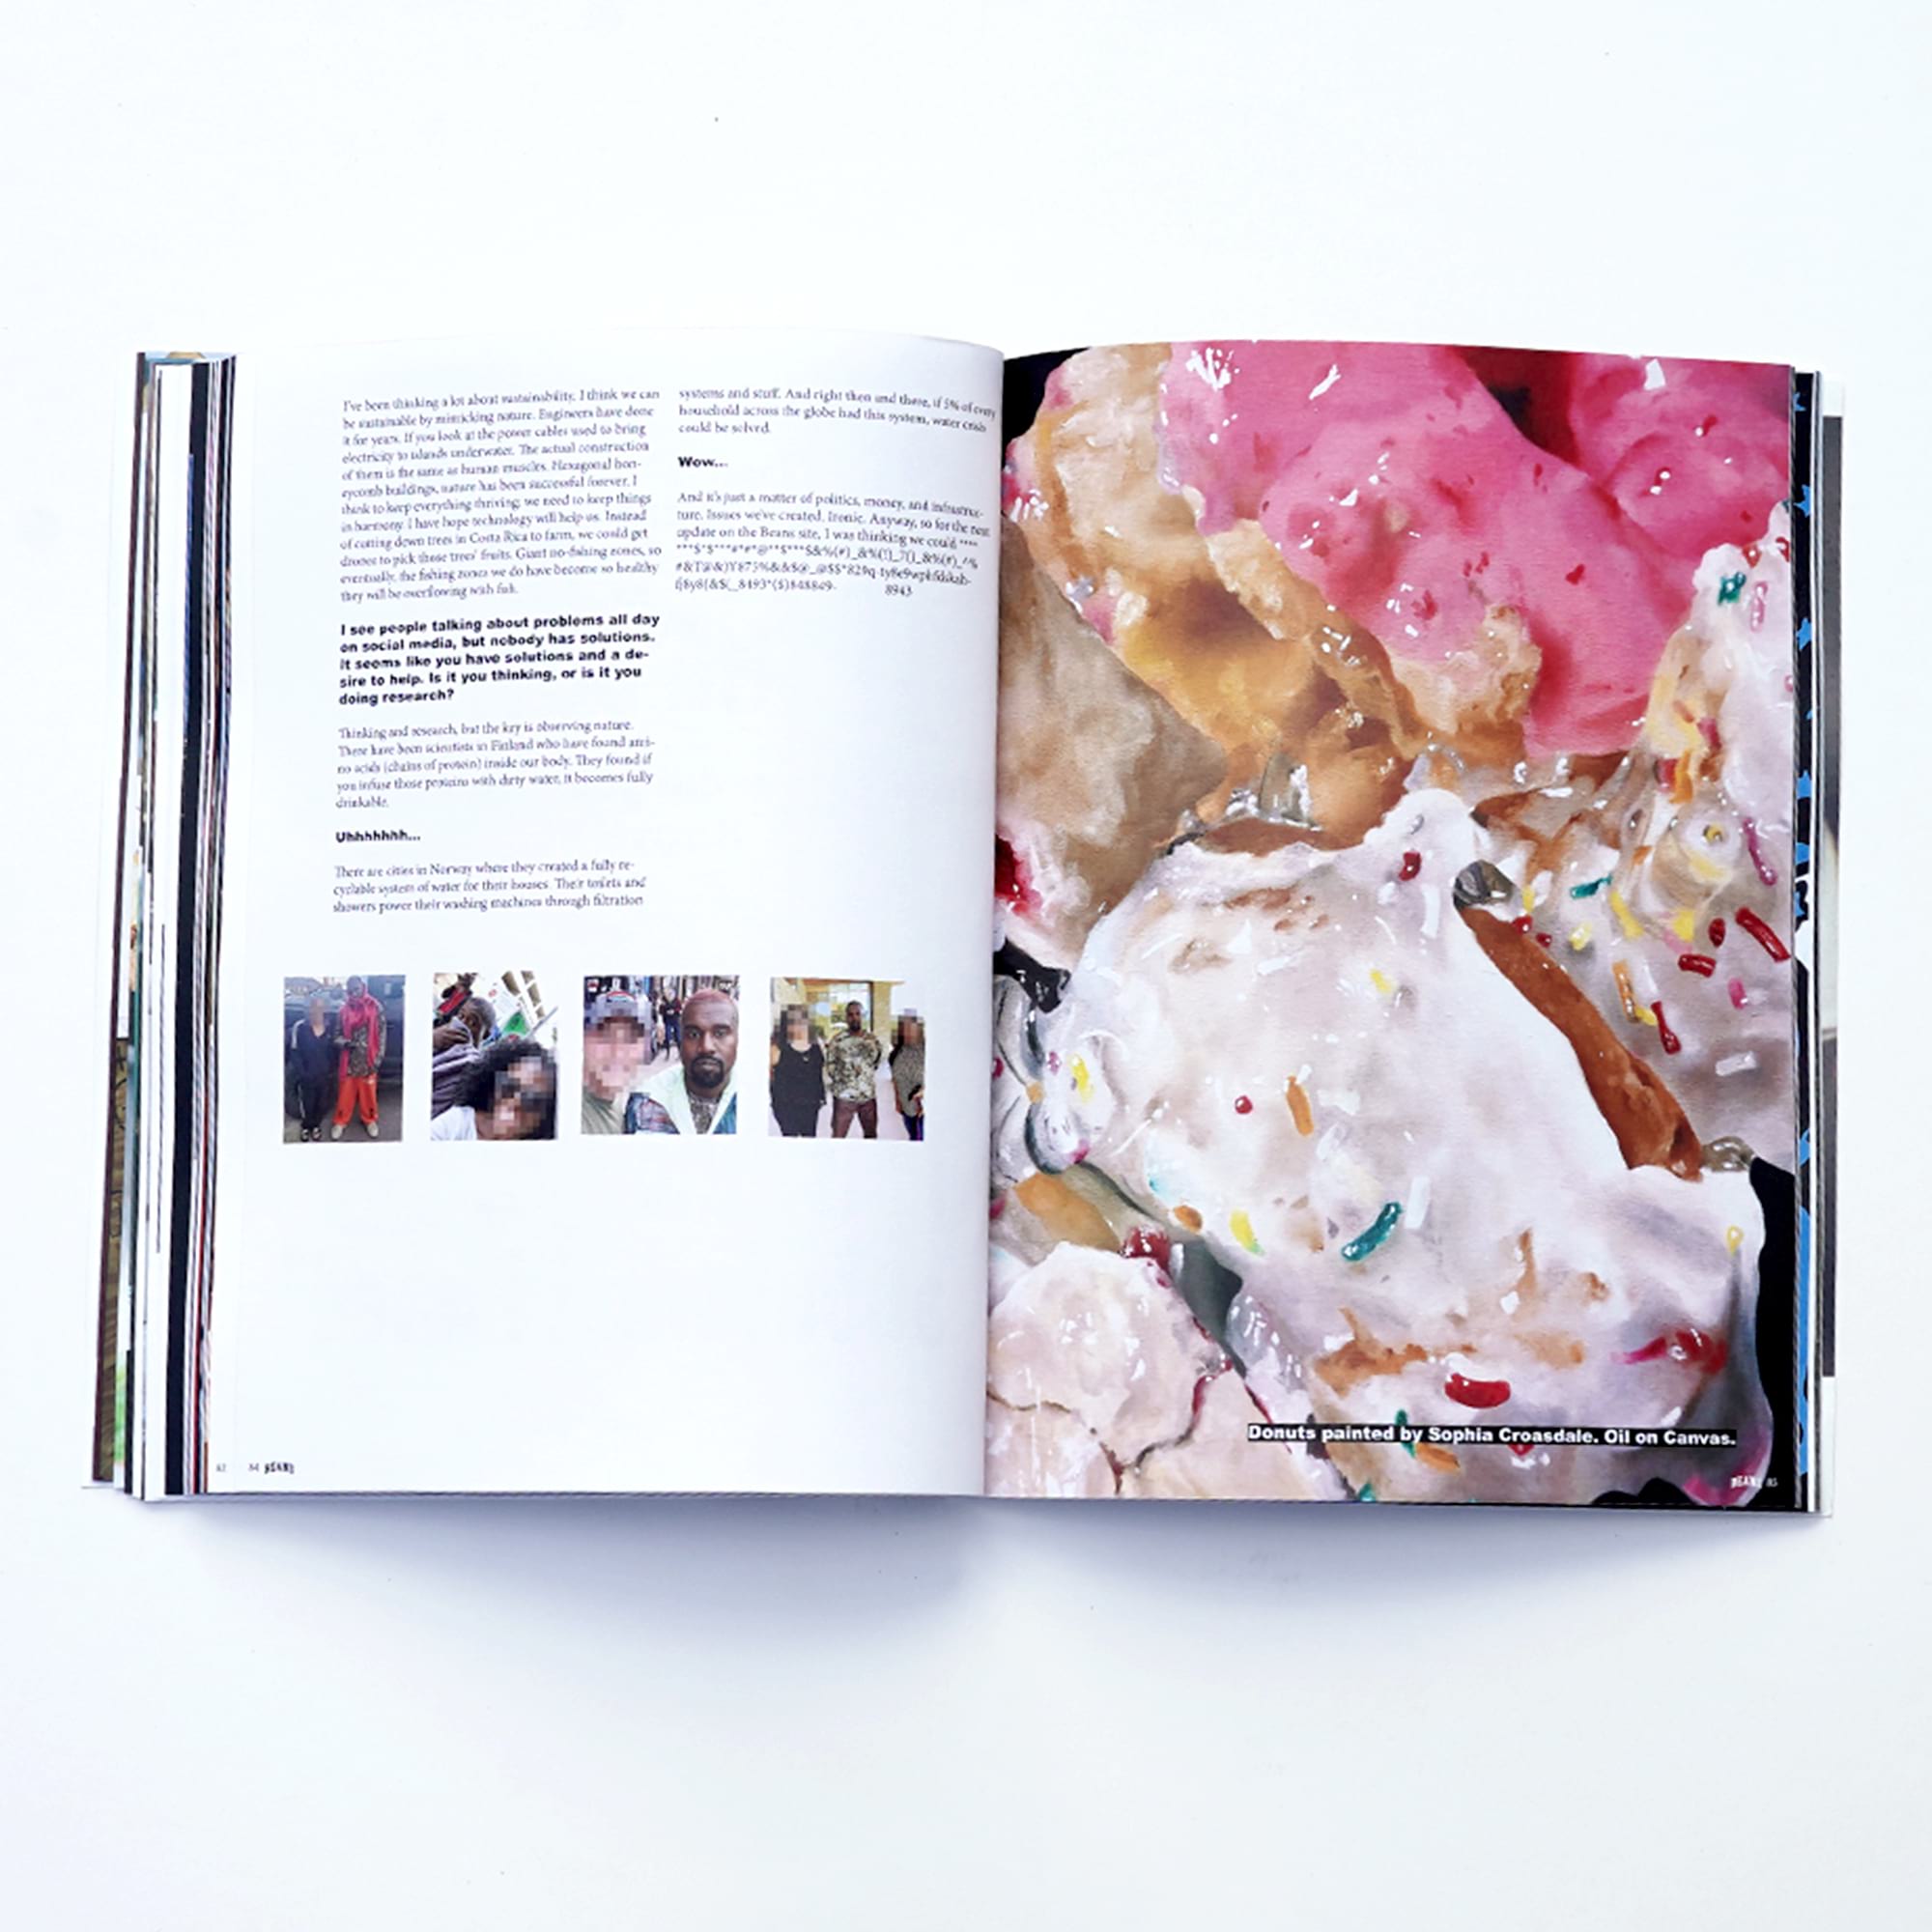 I've been thinking a lot about sustainability. I think we can
be sustainable by mimicking nature. Engineers have done
it for years. If you look at the power cables used to bring
electricity to islands underwater. The actual construction
of them is the same as human muscles. Hexagonal hon-
eycomb buildings, nature has been successful forever. I
think to keep everything thriving, we need to keep things
in harmony. I have hope technology will help us. Instead
of cutting down trees in Costa Rica to farm, we could get
drones to pick those trees' fruits. Giant no-fishing zones, so
eventually, the fishing zones we do have become so healthy
they will be overflowing with fish.
I see people talking about problems all day
on social media, but nobody has solutions.
It seems like you have solutions and a de-
sire to help. Is it you thinking, or is it you
doing research?
Thinking and research, but the key is observing nature.
There have been scientists in Finland who have found ami-
no acids (chains of protein) inside our body. They found if
you infuse those proteins with dirty water, it becomes fully
drinkable.
Uhhhhhhh...
There are cities in Norway where they created a fully re-
cyclable system of water for their houses. Their toilets and
showers power their washing machines through filtration
systems and stuff. And right then and there, if 5% of every
household across the globe had this system, water crisis
could be solved.
Wow...
And it's just a matter of politics, money, and infrastruc-
ture. Issues we've created. Ironic. Anyway, so for the next
update on the Beans site, I was thinking we could ****
8943
84 BEANS
Donuts painted by Sophia Croasdale. Oil on Canvas.
BEANS 85